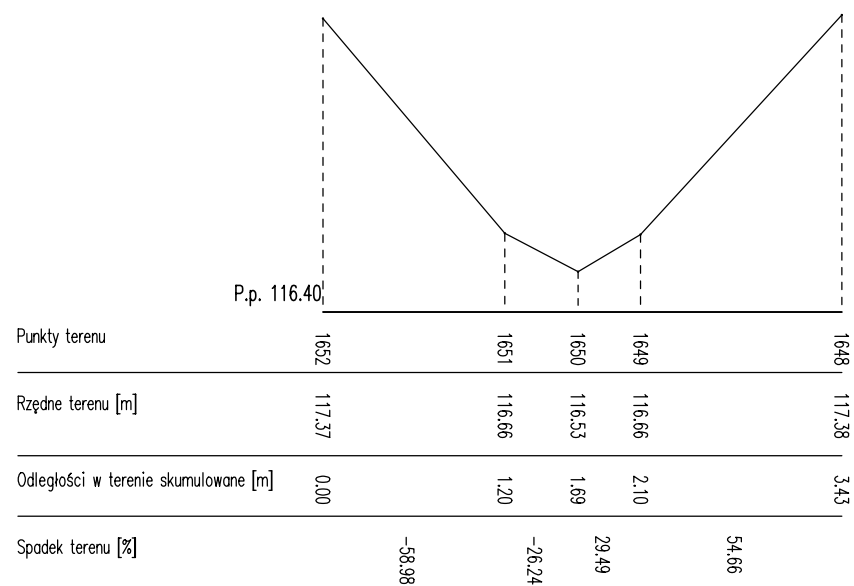 P.p. 116.40
Punkty terenu 1652 1651 1650 1649 1648
Rzędne terenu [m] 117.37 116.66 116.53 116.66 117.38
Odległości w terenie skumulowane [m] 0.00 1.20 1.69 2.10 3.43
Spadek terenu [%] -58.98 -26.24 29.49 54.66